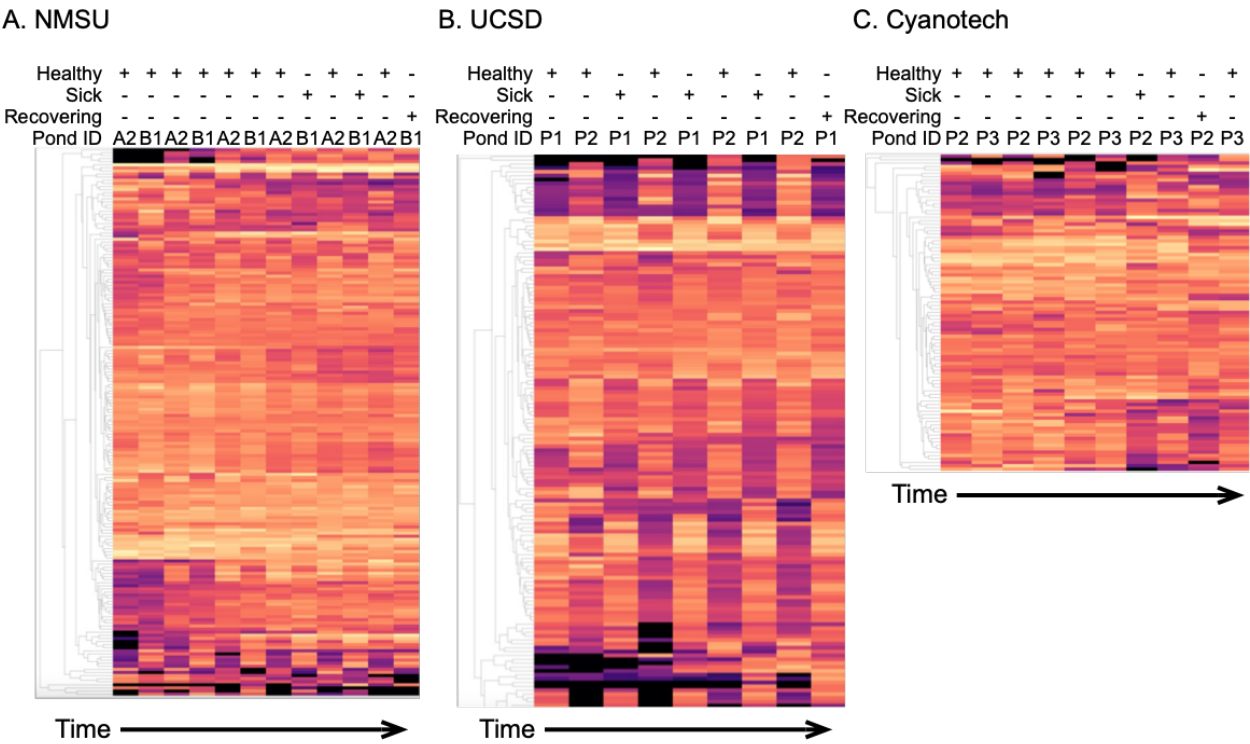 A. NMSU
Healthy + + + + + + + - + - + -
Sick - - - - - - - + - + - -
Recovering - - - - - - - - - - - +
Pond ID A2 B1 A2 B1 A2 B1 A2 B1 A2 B1 A2 B1
Time
B. UCSD
Healthy + + - + - + - + -
Sick - - + - + - + - -
Recovering - - - - - - - - +
Pond ID P1 P2 P1 P2 P1 P2 P1 P2 P1
Time
C. Cyanotech
Healthy + + + + + + - + - +
Sick - - - - - - + - - -
Recovering - - - - - - - - + -
Pond ID P2 P3 P2 P3 P2 P3 P2 P3 P2 P3
Time